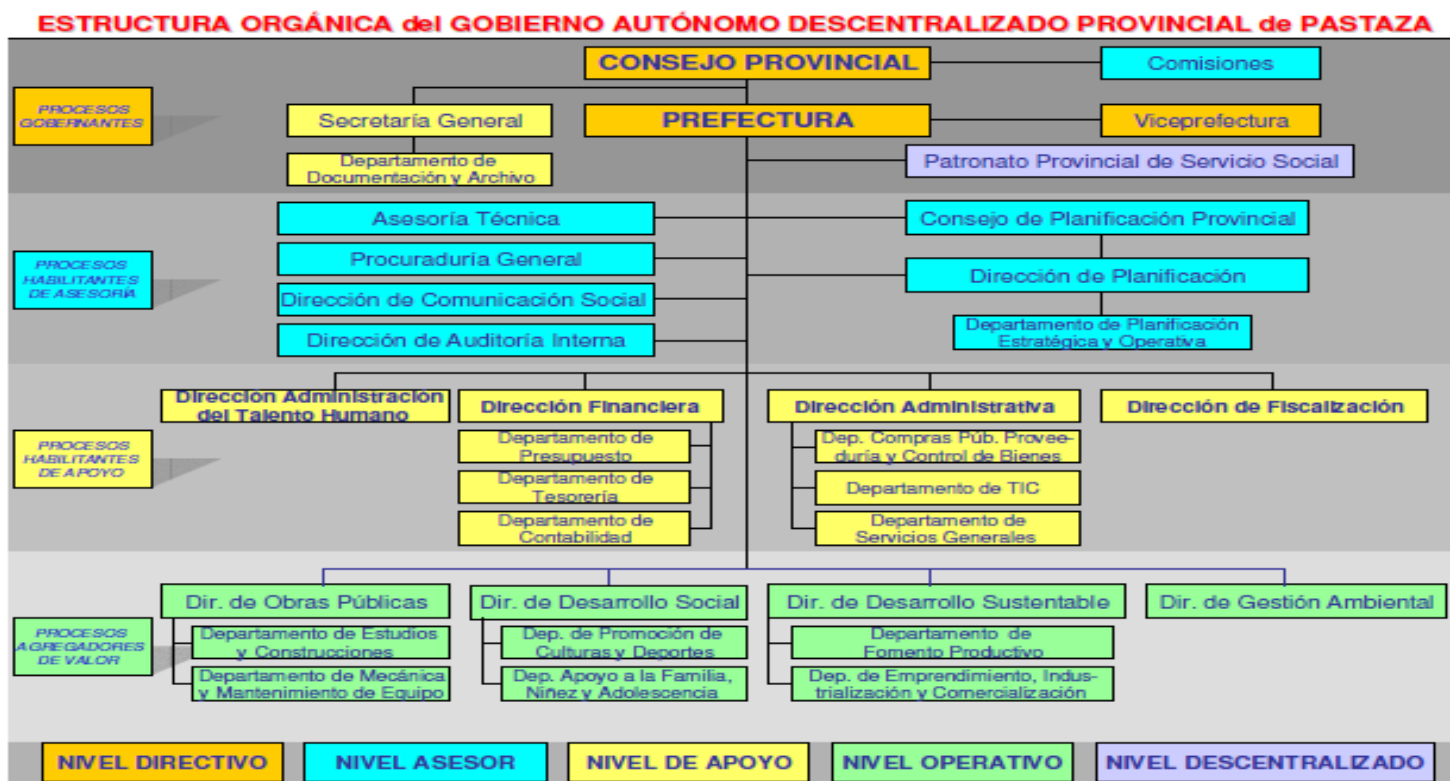 ESTRUCTURA ORGÁNICA del GOBIERNO AUTÓNOMO DESCENTRALIZADO PROVINCIAL de PASTAZA
CONSEJO PROVINCIAL
Comisiones
PROCESOS
GOBERNANTES
Secretaría General
PREFECTURA
Viceprefectura
Departamento de
Documentación y Archivo
Patronato Provincial de Servicio Social
PROCESOS
HABILITANTES
DE ASESORÍA
Asesoría Técnica
Consejo de Planificación Provincial
Procuraduría General
Dirección de Planificación
Dirección de Comunicación Social
Dirección de Auditoría Interna
Departamento de Planificación
Estratégica y Operativa
PROCESOS
HABILITANTES
DE APOYO
Dirección Administración
del Talento Humano
Dirección Financiera
Dirección Administrativa
Dirección de Fiscalización
Departamento de
Presupuesto
Dep. Compras Púb. Provee-
duría y Control de Bienes
Departamento de
Tesorería
Departamento de TIC
Departamento de
Contabilidad
Departamento de
Servicios Generales
PROCESOS
AGREGADORES
DE VALOR
Dir. de Obras Públicas
Dir. de Desarrollo Social
Dir. de Desarrollo Sustentable
Dir. de Gestión Ambiental
Departamento de Estudios
y Construcciones
Dep. de Promoción de
Culturas y Deportes
Departamento de
Fomento Productivo
Departamento de Mecánica
y Mantenimiento de Equipo
Dep. Apoyo a la Familia,
Niñez y Adolescencia
Dep. de Emprendimiento, Indus-
trialización y Comercialización
NIVEL DIRECTIVO
NIVEL ASESOR
NIVEL DE APOYO
NIVEL OPERATIVO
NIVEL DESCENTRALIZADO